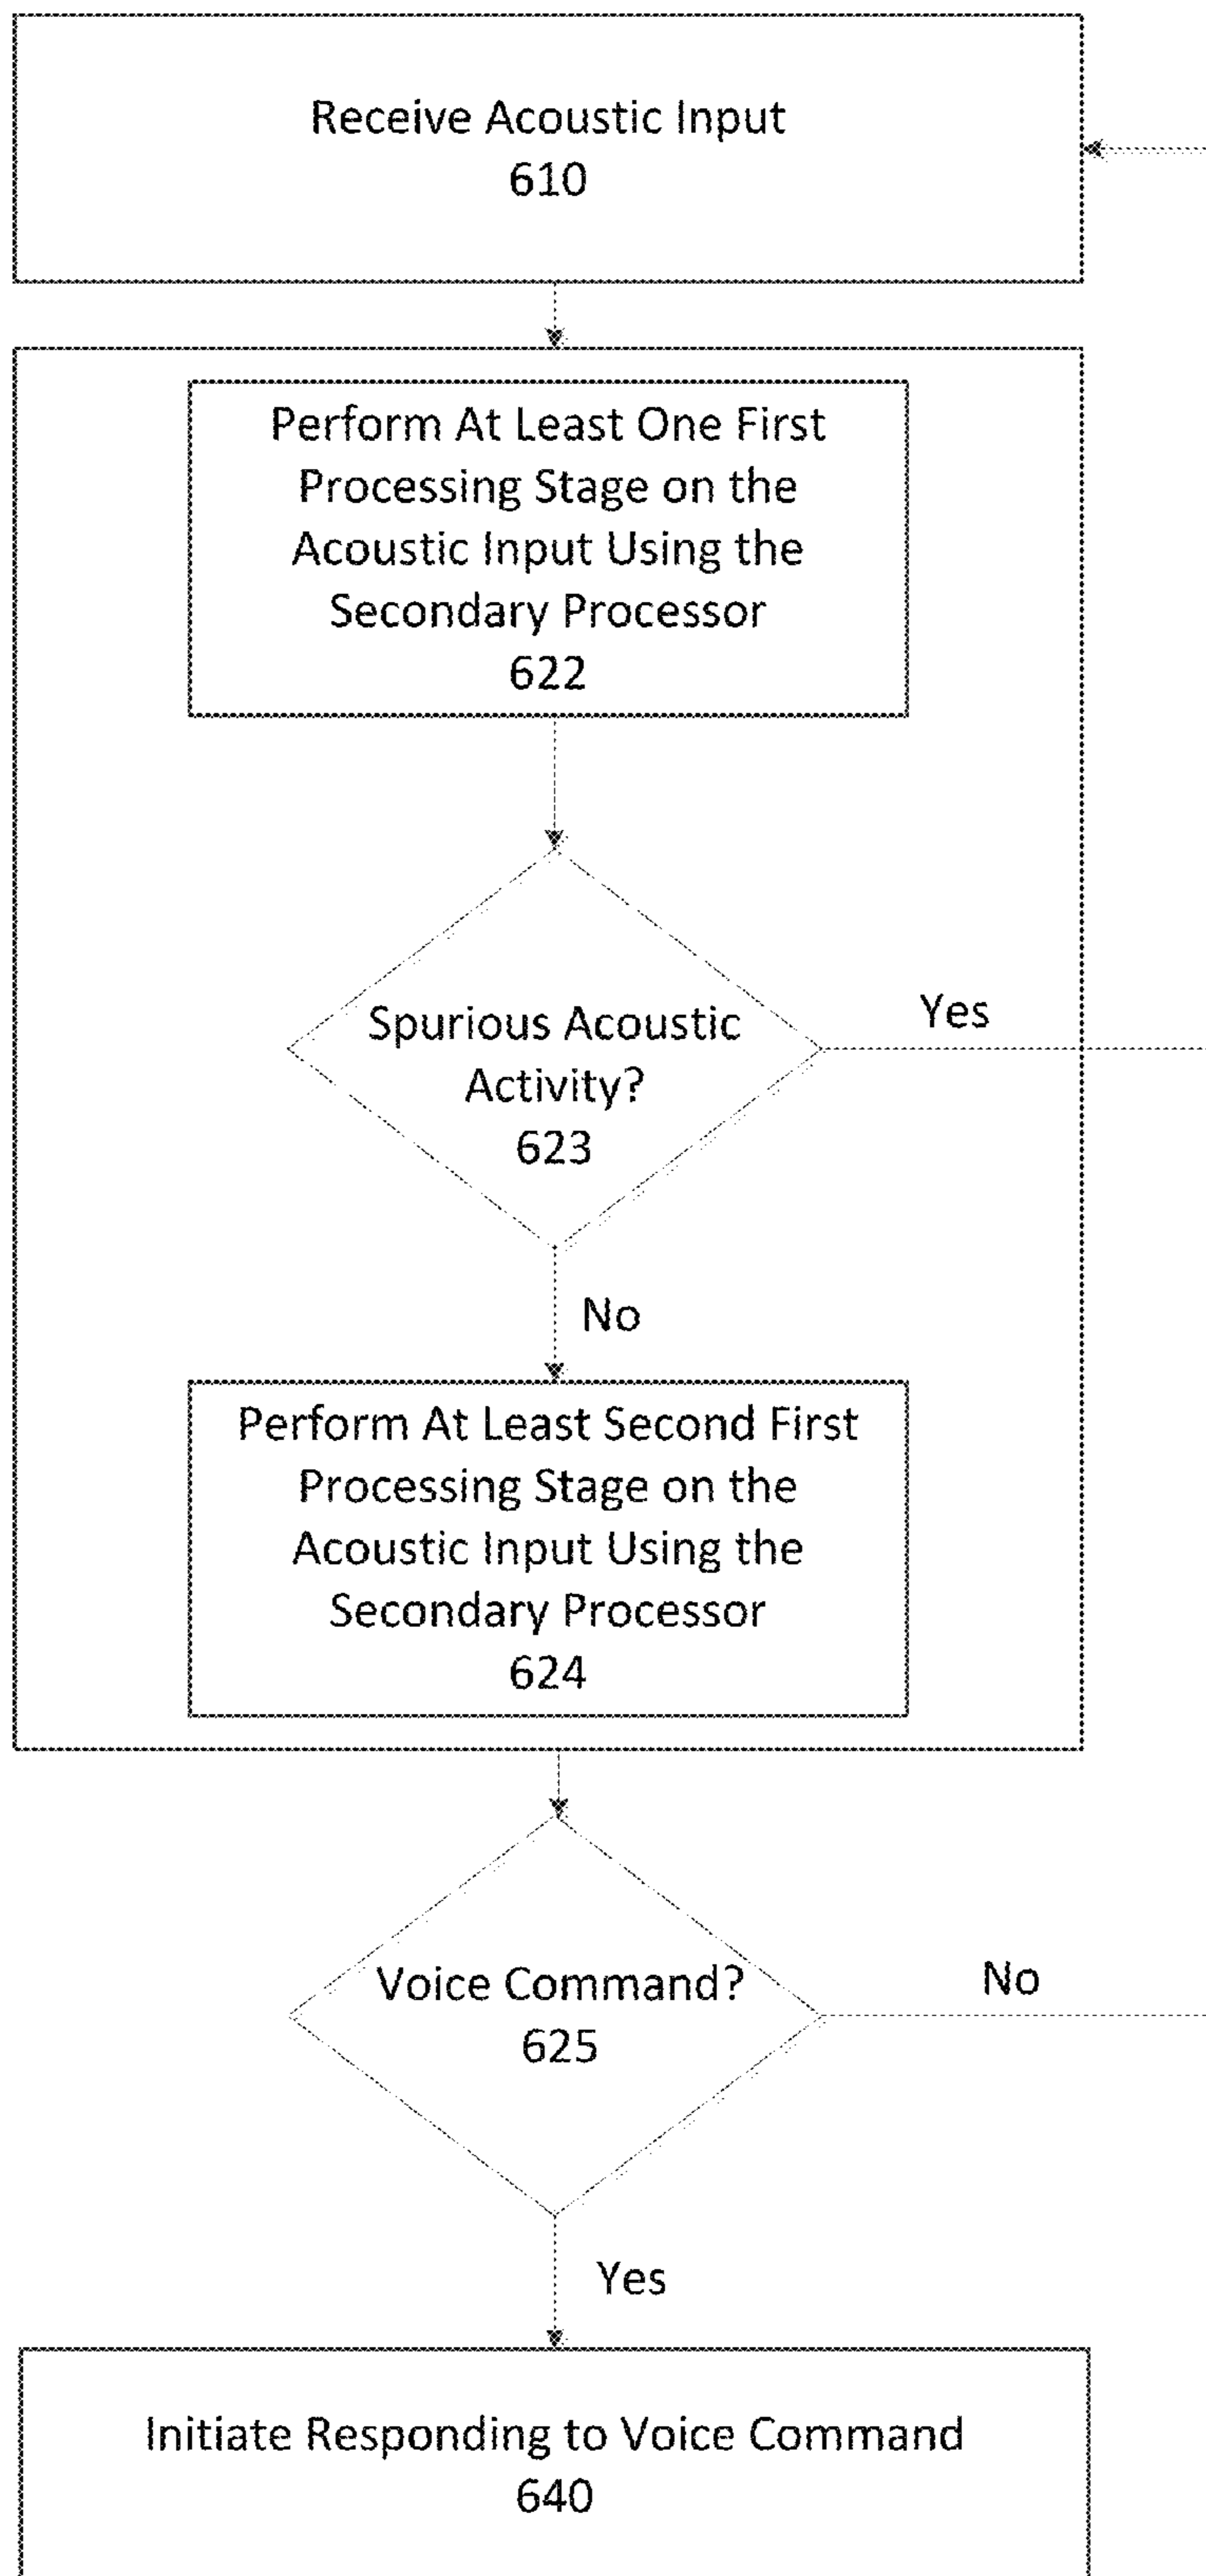 Receive Acoustic Input
610
Perform At Least One First
Processing Stage on the
Acoustic Input Using the
Secondary Processor
622
Spurious Acoustic
Activity?
623
Yes
No
Perform At Least Second First
Processing Stage on the
Acoustic Input Using the
Secondary Processor
624
Voice Command?
625
No
Yes
Initiate Responding to Voice Command
640